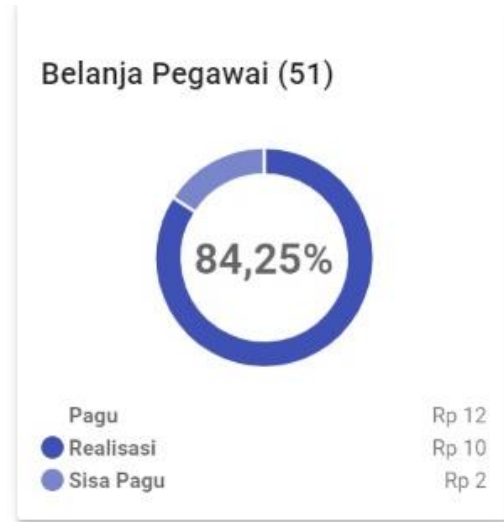 Belanja Pegawai (51)
84,25%
Pagu Rp 12
Realisasi Rp 10
Sisa Pagu Rp 2